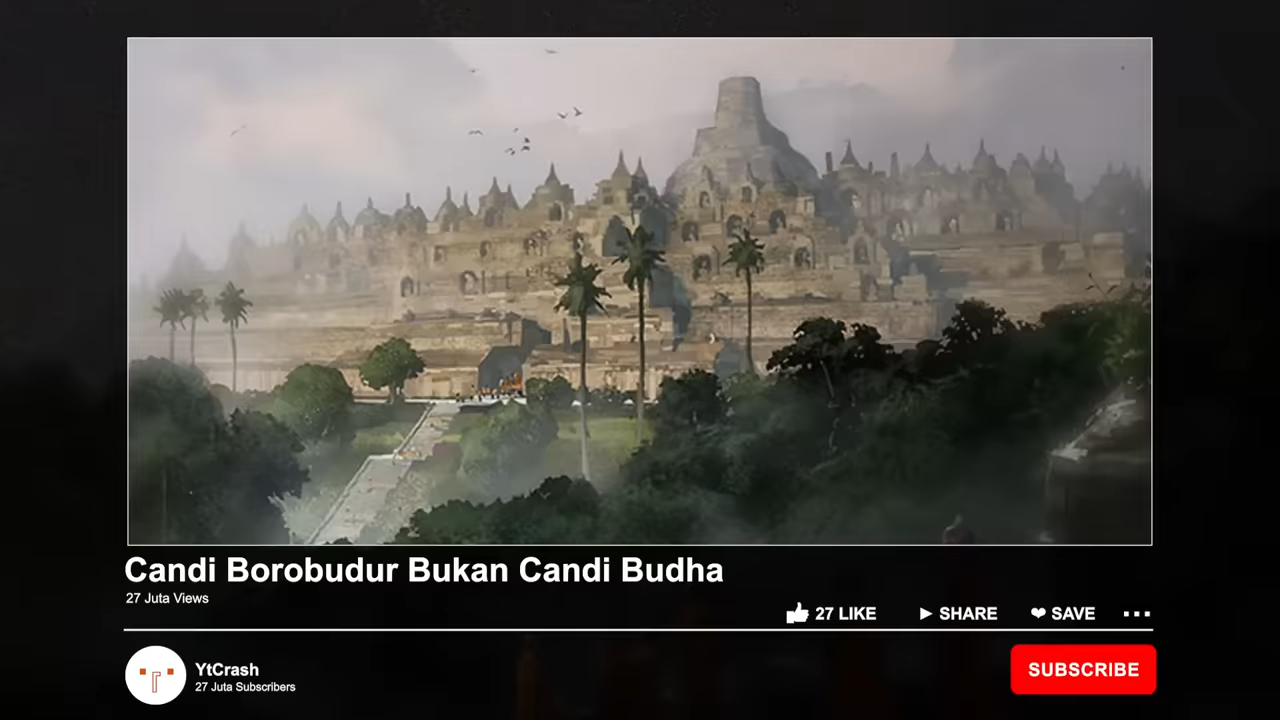 Candi Borobudur Bukan Candi Budha
27 Juta Views
27 LIKE SHARE SAVE
YtCrash
27 Juta Subscribers
SUBSCRIBE